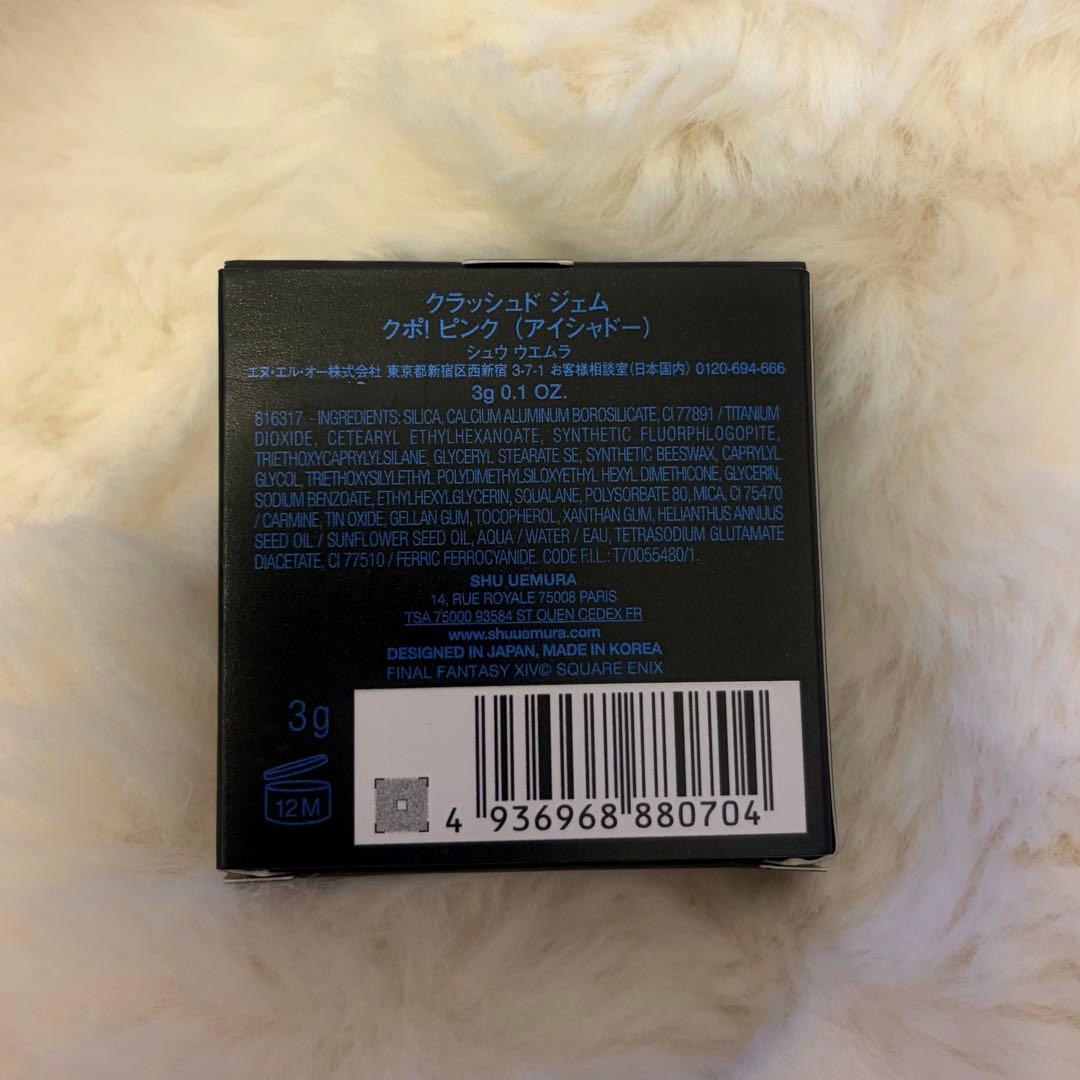 クラッシュド ジェム
クポ! ピンク (アイシャドー)
シュウ ウエムラ
エヌ・エル・オー株式会社 東京都新宿区西新宿 3-7-1 お客様相談室(日本国内) 0120-694-666
3g 0.1 OZ.
816317 - INGREDIENTS: SILICA, CALCIUM ALUMINUM BOROSILICATE, CI 77891 / TITANIUM
DIOXIDE, CETEARYL ETHYLHEXANOATE, SYNTHETIC FLUORPHLOGOPITE,
TRIETHOXYCAPRYLYLSILANE, GLYCERYL STEARATE SE, SYNTHETIC BEESWAX, CAPRYLYL
GLYCOL, TRIETHOXYSILYLETHYL POLYDIMETHYLSILOXYETHYL HEXYL DIMETHICONE, GLYCERIN,
SODIUM BENZOATE, ETHYLHEXYLGLYCERIN, SQUALANE, POLYSORBATE 80, MICA, CI 75470
/ CARMINE, TIN OXIDE, GELLAN GUM, TOCOPHEROL, XANTHAN GUM, HELIANTHUS ANNUUS
SEED OIL / SUNFLOWER SEED OIL, AQUA / WATER / EAU, TETRASODIUM GLUTAMATE
DIACETATE, CI 77510 / FERRIC FERROCYANIDE. CODE F.I.L.: T70055480/1.
SHU UEMURA
14, RUE ROYALE 75008 PARIS
TSA 75000 93584 ST OUEN CEDEX FR
www.shuuemura.com
DESIGNED IN JAPAN, MADE IN KOREA
FINAL FANTASY XIV© SQUARE ENIX
3g
12M
4 936968 880704